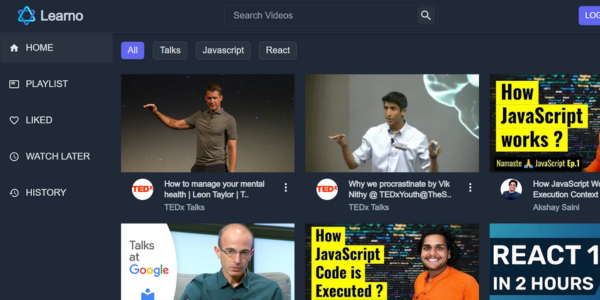 Learno
Search Videos
LOG
HOME
PLAYLIST
LIKED
WATCH LATER
HISTORY
All
Talks
Javascript
React
TEDx
How to manage your mental
health | Leon Taylor | T..
TEDx Talks
TEDx
Why we procrastinate by Vik
Nithy @ TEDxYouth@TheS..
TEDx Talks
How
JavaScript
works ?
Namaste 🙏 JavaScript Ep.1
How JavaScript Wo
Execution Context
Akshay Saini
Talks
at
Google
How
JavaScript
Code is
Executed ?
REACT 1
IN 2 HOURS